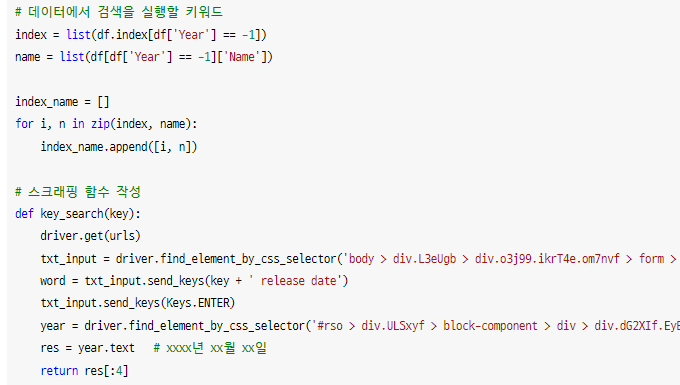 # 데이터에서 검색을 실행할 키워드
index = list(df.index[df['Year'] == -1])
name = list(df[df['Year'] == -1]['Name'])
index_name = []
for i, n in zip(index, name):
    index_name.append([i, n])
# 스크래핑 함수 작성
def key_search(key):
    driver.get(urls)
    txt_input = driver.find_element_by_css_selector('body > div.L3eUgb > div.o3j99.ikrT4e.om7nvf > form >
    word = txt_input.send_keys(key + ' release date')
    txt_input.send_keys(Keys.ENTER)
    year = driver.find_element_by_css_selector('#rso > div.ULSxyf > block-component > div > div.dG2XIf.EyB
    res = year.text   # xxxx년 xx월 xx일
    return res[:4]